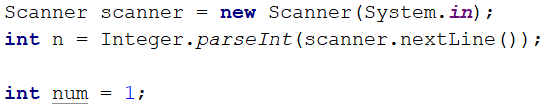 Scanner scanner = new Scanner(System.in);
int n = Integer.parseInt(scanner.nextLine());
int num = 1;